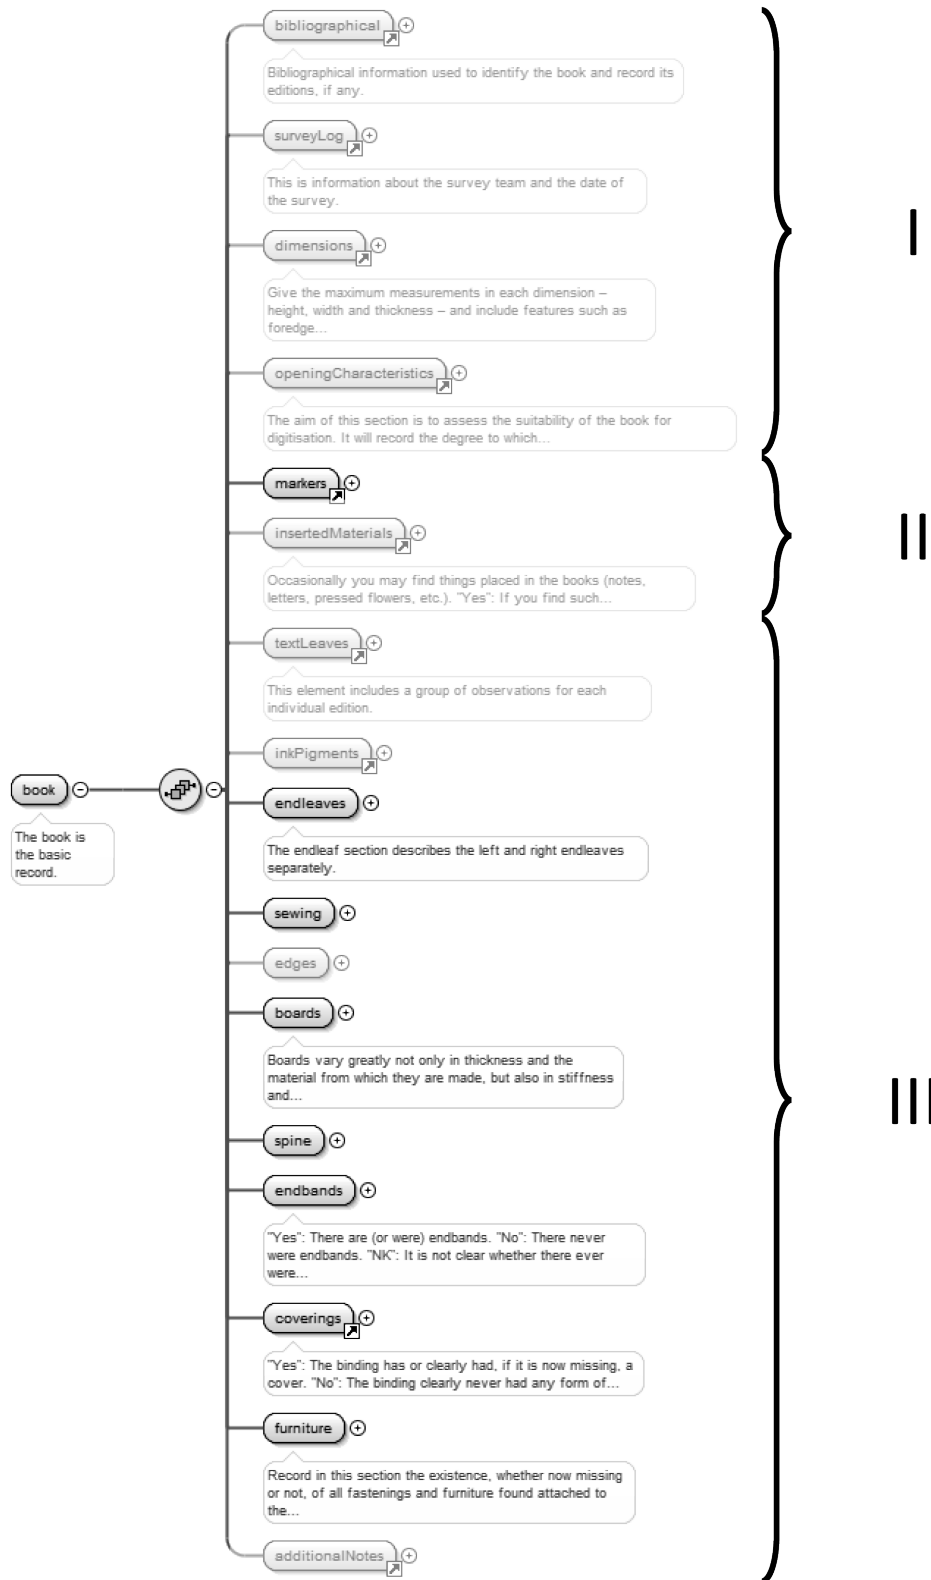 bibliographical
Bibliographical information used to identify the book and record its
editions, if any.
surveyLog
This is information about the survey team and the date of
the survey.
dimensions
Give the maximum measurements in each dimension –
height, width and thickness – and include features such as
foredge...
openingCharacteristics
The aim of this section is to assess the suitability of the book for
digitisation. It will record the degree to which...
I
markers
insertedMaterials
Occasionally you may find things placed in the books (notes,
letters, pressed flowers, etc.). "Yes": If you find such...
II
textLeaves
This element includes a group of observations for each
individual edition.
inkPigments
book
The book is
the basic
record.
endleaves
The endleaf section describes the left and right endleaves
separately.
sewing
edges
boards
Boards vary greatly not only in thickness and the
material from which they are made, but also in stiffness
and...
spine
endbands
"Yes": There are (or were) endbands. "No": There never
were endbands. "NK": It is not clear whether there ever
were...
coverings
"Yes": The binding has or clearly had, if it is now missing, a
cover. "No": The binding clearly never had any form of...
furniture
Record in this section the existence, whether now missing
or not, of all fastenings and furniture found attached to
the...
additionalNotes
III